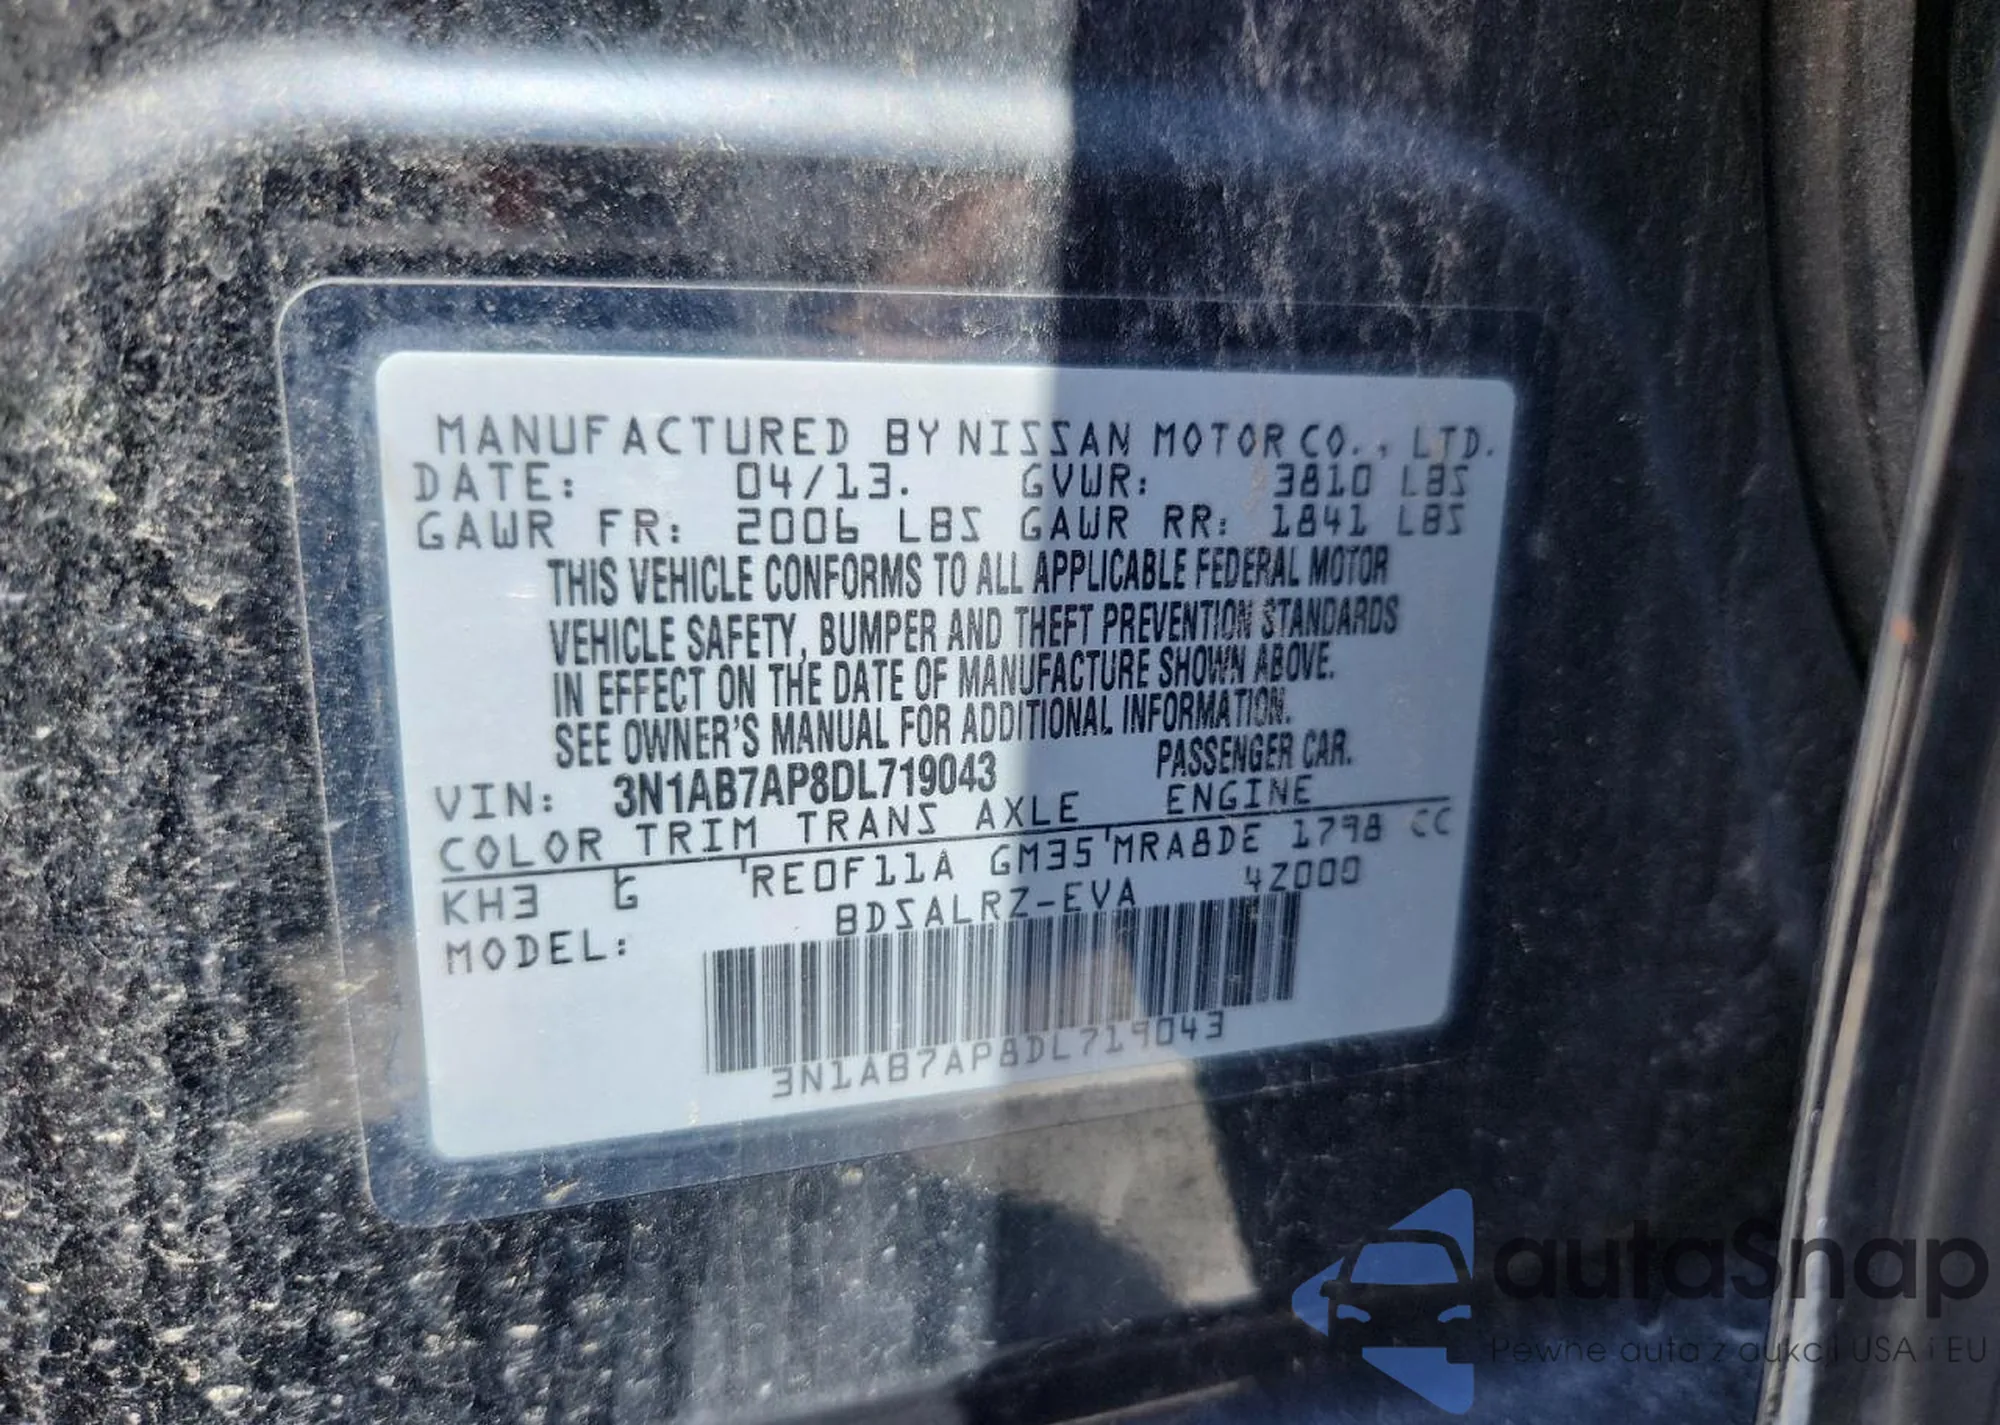 MANUFACTURED BY NISSAN MOTOR CO., LTD.
DATE: 04/13. GVWR: 3810 LBS
GAWR FR: 2006 LBS GAWR RR: 1841 LBS
THIS VEHICLE CONFORMS TO ALL APPLICABLE FEDERAL MOTOR
VEHICLE SAFETY, BUMPER AND THEFT PREVENTION STANDARDS
IN EFFECT ON THE DATE OF MANUFACTURE SHOWN ABOVE.
SEE OWNER'S MANUAL FOR ADDITIONAL INFORMATION.
VIN: 3N1AB7AP8DL719043 PASSENGER CAR.
COLOR TRIM TRANS AXLE ENGINE
KH3 G RE0F11A GM35 MRA8DE 1798 CC
MODEL: BDSALRZ-EVA 4Z000
3N1AB7AP8DL719043
autaSnap
Pewne auta z aukcji USA i EU